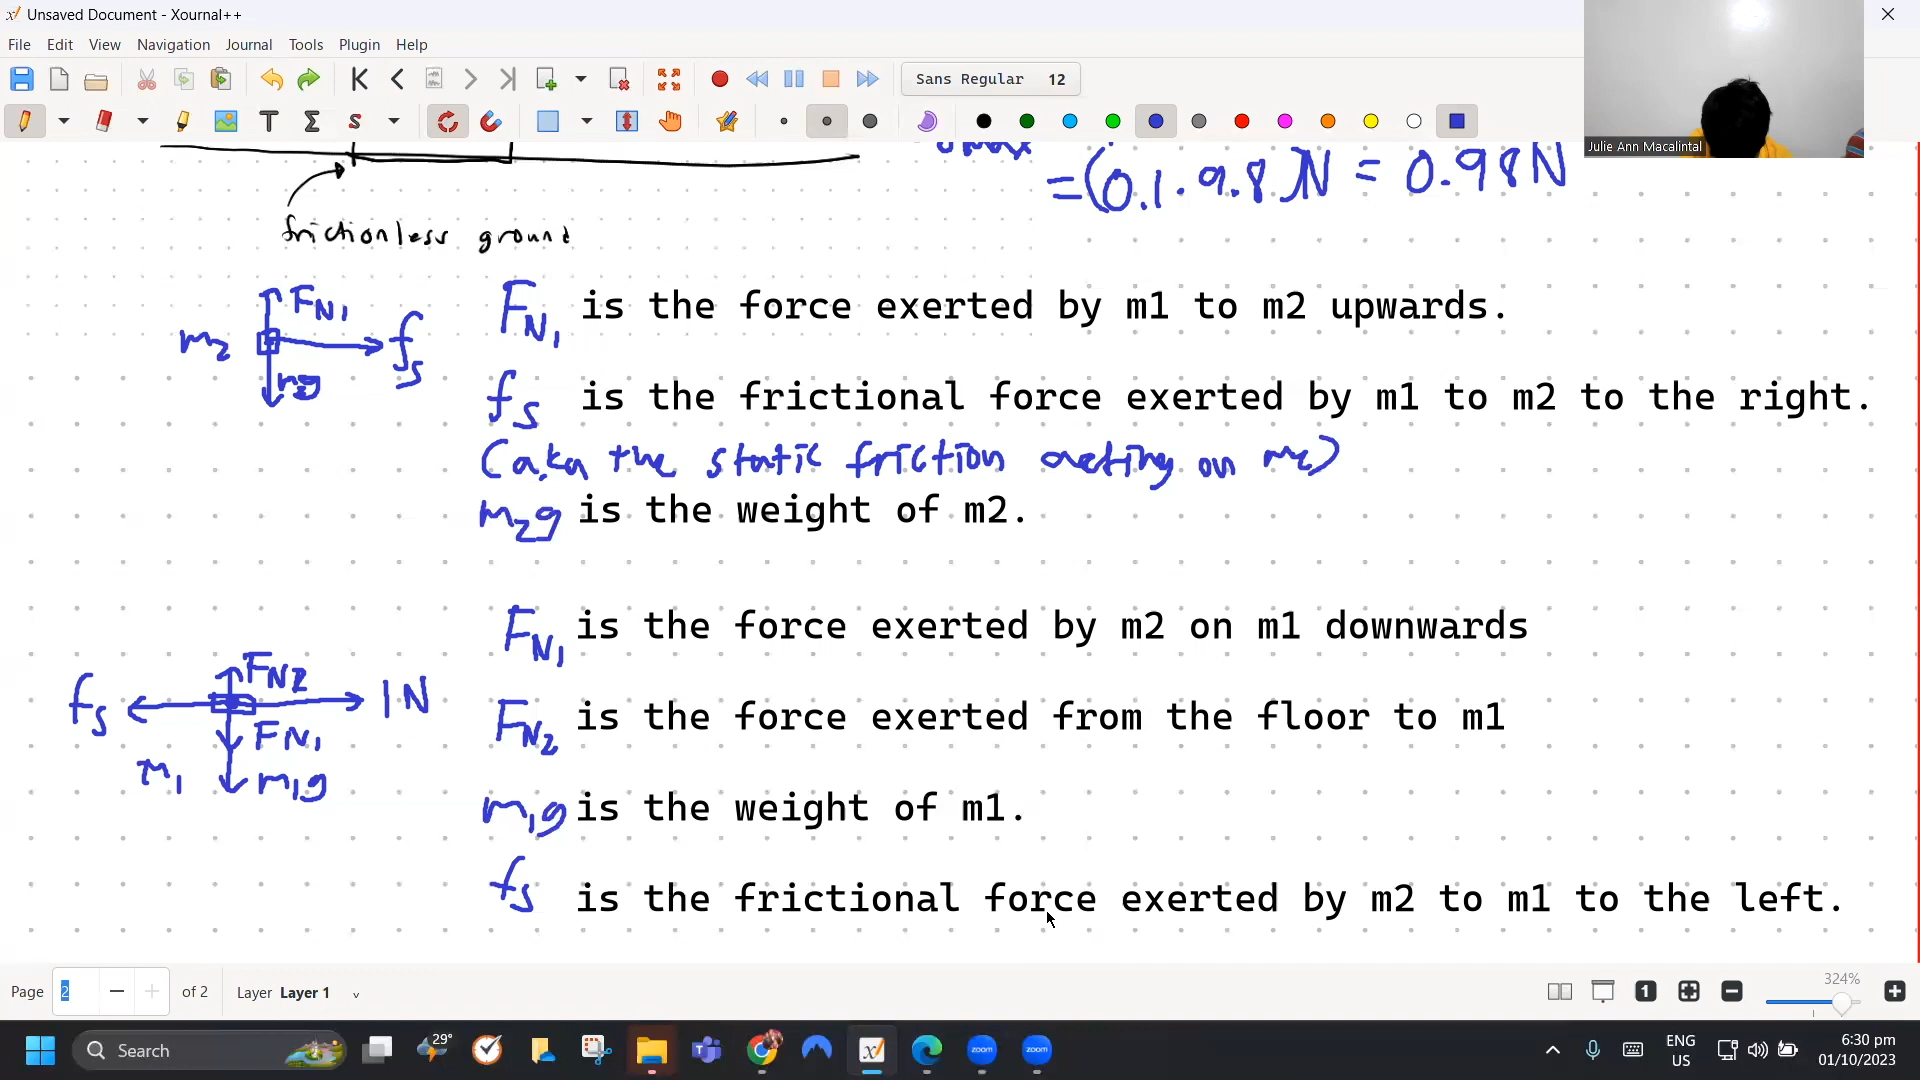 Unsaved Document - Xournal++
File Edit View Navigation Journal Tools Plugin Help
Sans Regular 12
Julie Ann Macalintal
=(0.1 · 9.8)N = 0.98N
frictionless ground
FN1
m2
fs
m2g
FN1 is the force exerted by m1 to m2 upwards.
fs is the frictional force exerted by m1 to m2 to the right.
(aka the static friction acting on m2)
m2g is the weight of m2.
FN2
fs
1N
FN1
m1
m1g
FN1 is the force exerted by m2 on m1 downwards
FN2 is the force exerted from the floor to m1
m1g is the weight of m1.
fs is the frictional force exerted by m2 to m1 to the left.
Page 2 of 2 Layer Layer 1
324%
Search
29°
zoom
zoom
ENG
US
6:30 pm
01/10/2023